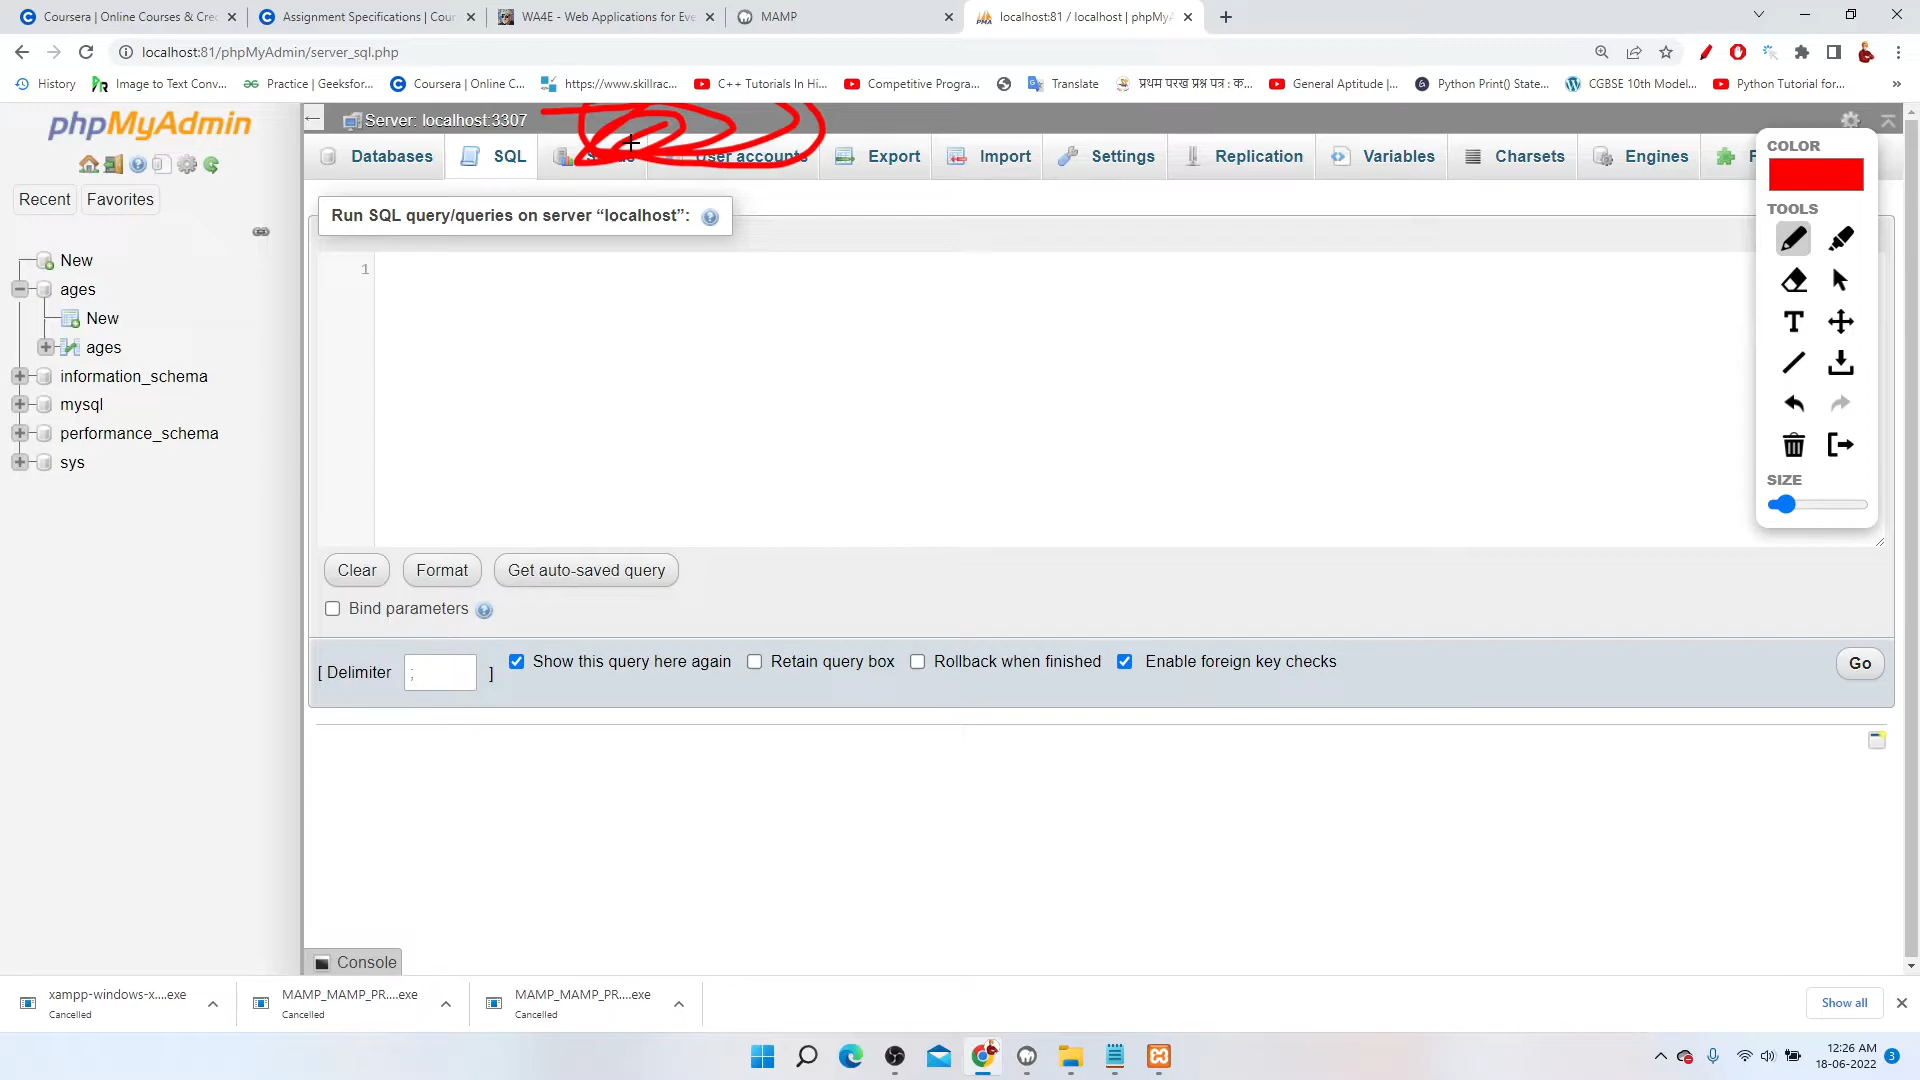 Coursera | Online Courses & Cre
Assignment Specifications | Cour
WA4E - Web Applications for Eve
MAMP
localhost:81 / localhost | phpMyA
localhost:81/phpMyAdmin/server_sql.php
History
Image to Text Conv...
Practice | Geeksfor...
Coursera | Online C...
https://www.skillrac...
C++ Tutorials In Hi...
Competitive Progra...
Translate
प्रथम परख प्रश्न पत्र : क...
General Aptitude |...
Python Print() State...
CGBSE 10th Model...
Python Tutorial for...
»
phpMyAdmin
Recent
Favorites
New
ages
New
ages
information_schema
mysql
performance_schema
sys
Server: localhost:3307
Databases
SQL
User accounts
Export
Import
Settings
Replication
Variables
Charsets
Engines
Run SQL query/queries on server “localhost”:
1
Clear
Format
Get auto-saved query
Bind parameters
[ Delimiter
;
]
Show this query here again
Retain query box
Rollback when finished
Enable foreign key checks
Go
Console
COLOR
TOOLS
SIZE
xampp-windows-x....exe
Cancelled
MAMP_MAMP_PR....exe
Cancelled
MAMP_MAMP_PR....exe
Cancelled
Show all
12:26 AM
18-06-2022
3